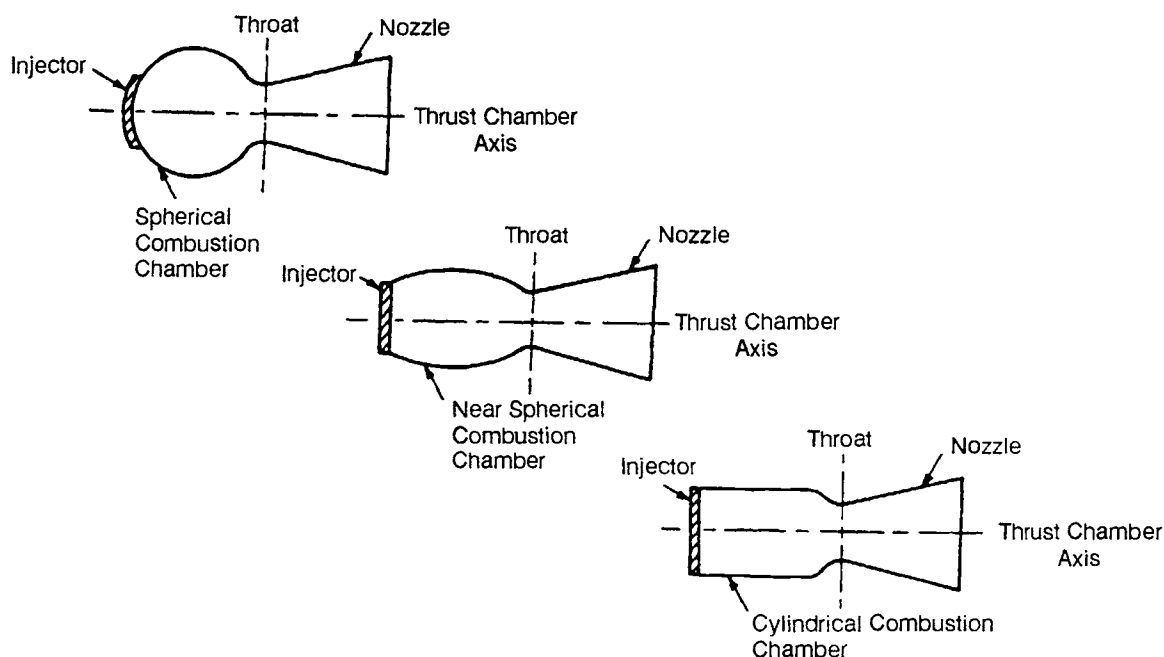 Throat
Nozzle
Injector
Thrust Chamber
Axis
Spherical
Combustion
Chamber
Throat
Nozzle
Injector
Thrust Chamber
Axis
Near Spherical
Combustion
Chamber
Throat
Nozzle
Injector
Thrust Chamber
Axis
Cylindrical Combustion
Chamber